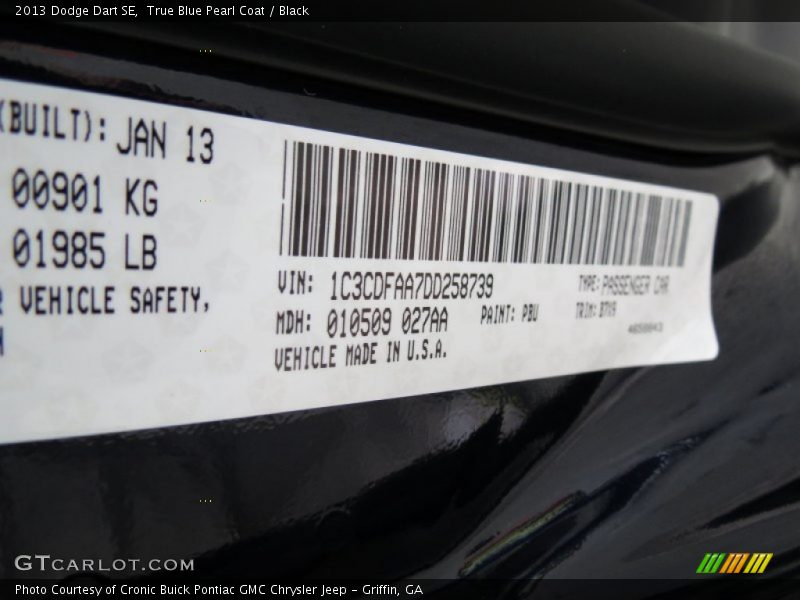 2013 Dodge Dart SE,  True Blue Pearl Coat / Black
(BUILT): JAN 13
00901 KG
01985 LB
VEHICLE SAFETY,
VIN: 1C3CDFAA7DD258739 TYPE: PASSENGER CAR
MDH: 010509 027AA PAINT: PBU TRIM:
VEHICLE MADE IN U.S.A.
GTCARLOT.COM
Photo Courtesy of Cronic Buick Pontiac GMC Chrysler Jeep - Griffin, GA